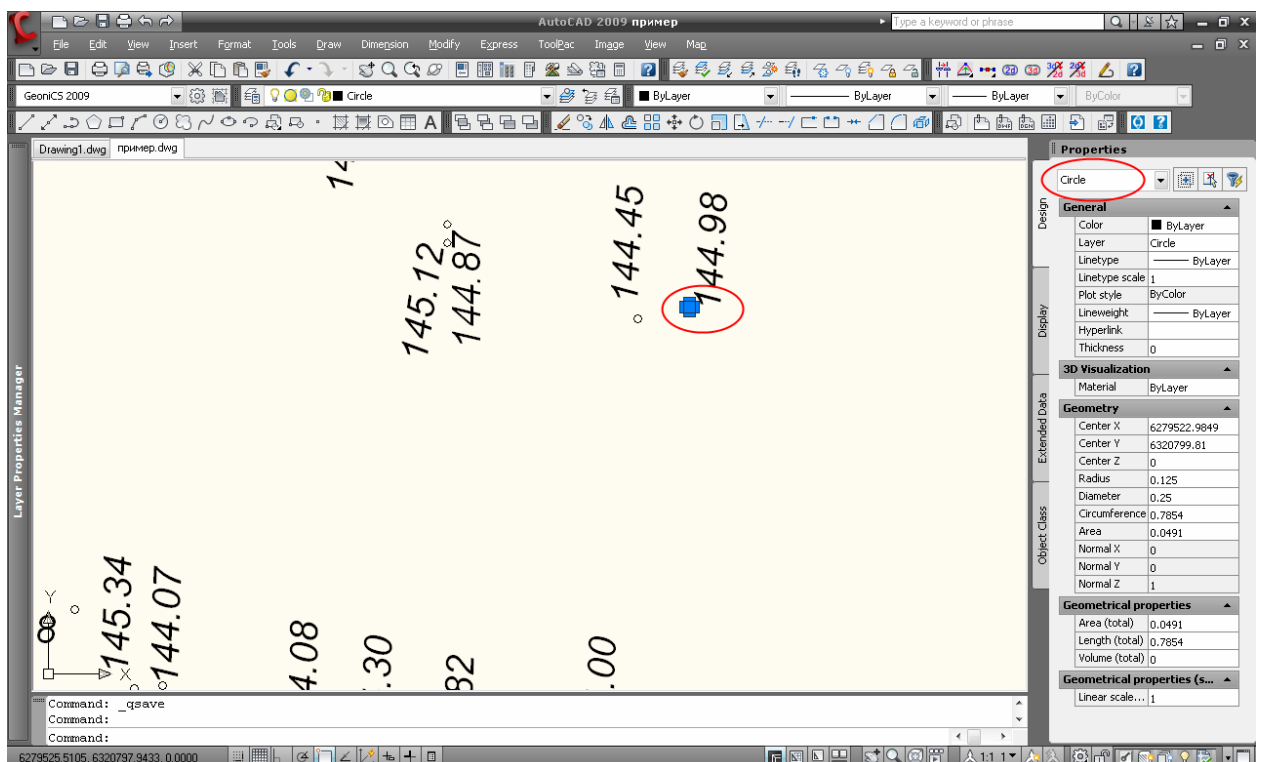 AutoCAD 2009 пример
Type a keyword or phrase
File Edit View Insert Format Tools Draw Dimension Modify Express ToolPac Image View Map
GeoniCS 2009
Circle
ByLayer
ByLayer
ByLayer
ByColor
Drawing1.dwg
пример.dwg
Layer Properties Manager
145.12
144.87
144.45
144.98
145.34
144.07
Y
X
Command: _qsave
Command:
Command:
6279525.5105, 6320797.9433, 0.0000
1:1
Properties
Circle
Design
Display
Extended Data
Object Class
General
Color ByLayer
Layer Circle
Linetype ByLayer
Linetype scale 1
Plot style ByColor
Lineweight ByLayer
Hyperlink
Thickness 0
3D Visualization
Material ByLayer
Geometry
Center X 6279522.9849
Center Y 6320799.81
Center Z 0
Radius 0.125
Diameter 0.25
Circumference 0.7854
Area 0.0491
Normal X 0
Normal Y 0
Normal Z 1
Geometrical properties
Area (total) 0.0491
Length (total) 0.7854
Volume (total) 0
Geometrical properties (s...
Linear scale... 1